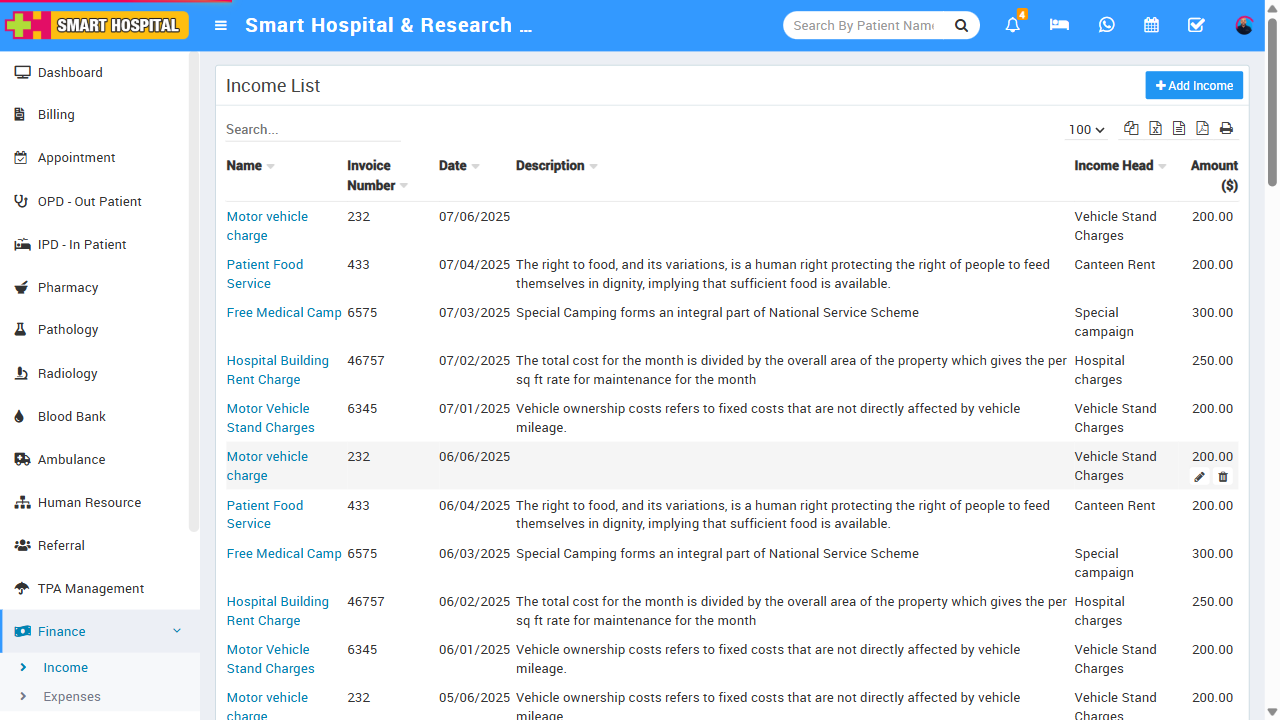 SMART HOSPITAL
Smart Hospital & Research ...
Search By Patient Name
4
Dashboard
Billing
Appointment
OPD - Out Patient
IPD - In Patient
Pharmacy
Pathology
Radiology
Blood Bank
Ambulance
Human Resource
Referral
TPA Management
Finance
Income
Expenses
Income List
Add Income
Search...
100
Name Invoice Number Date Description Income Head Amount ($)
Motor vehicle 232 07/06/2025 Vehicle Stand 200.00
charge Charges
Patient Food 433 07/04/2025 The right to food, and its variations, is a human right protecting the right of people to feed Canteen Rent 200.00
Service themselves in dignity, implying that sufficient food is available.
Free Medical Camp 6575 07/03/2025 Special Camping forms an integral part of National Service Scheme Special 300.00
campaign
Hospital Building 46757 07/02/2025 The total cost for the month is divided by the overall area of the property which gives the per Hospital 250.00
Rent Charge sq ft rate for maintenance for the month charges
Motor Vehicle 6345 07/01/2025 Vehicle ownership costs refers to fixed costs that are not directly affected by vehicle Vehicle Stand 200.00
Stand Charges mileage. Charges
Motor vehicle 232 06/06/2025 Vehicle Stand 200.00
charge Charges
Patient Food 433 06/04/2025 The right to food, and its variations, is a human right protecting the right of people to feed Canteen Rent 200.00
Service themselves in dignity, implying that sufficient food is available.
Free Medical Camp 6575 06/03/2025 Special Camping forms an integral part of National Service Scheme Special 300.00
campaign
Hospital Building 46757 06/02/2025 The total cost for the month is divided by the overall area of the property which gives the per Hospital 250.00
Rent Charge sq ft rate for maintenance for the month charges
Motor Vehicle 6345 06/01/2025 Vehicle ownership costs refers to fixed costs that are not directly affected by vehicle Vehicle Stand 200.00
Stand Charges mileage. Charges
Motor vehicle 232 05/06/2025 Vehicle ownership costs refers to fixed costs that are not directly affected by vehicle Vehicle Stand 200.00
charge mileage Charges